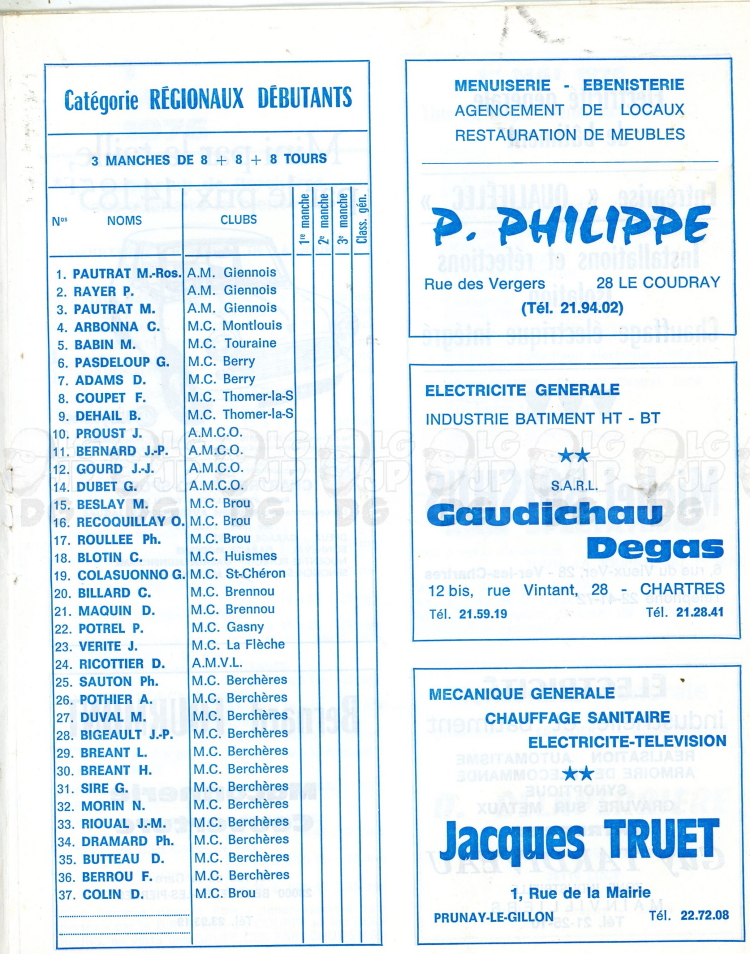 Catégorie RÉGIONAUX DÉBUTANTS
3 MANCHES DE 8 + 8 + 8 TOURS
Nos NOMS CLUBS 1re manche 2e manche 3e manche Class. gén.
1. PAUTRAT M.-Ros. A.M. Giennois
2. RAYER P. A.M. Giennois
3. PAUTRAT M. A.M. Giennois
4. ARBONNA C. M.C. Montlouis
5. BABIN M. M.C. Touraine
6. PASDELOUP G. M.C. Berry
7. ADAMS D. M.C. Berry
8. COUPET F. M.C. Thomer-la-S
9. DEHAIL B. M.C. Thomer-la-S
10. PROUST J. A.M.C.O.
11. BERNARD J.-P. A.M.C.O.
12. GOURD J.-J. A.M.C.O.
14. DUBET G. A.M.C.O.
15. BESLAY M. M.C. Brou
16. RECOQUILLAY O. M.C. Brou
17. ROULLEE Ph. M.C. Brou
18. BLOTIN C. M.C. Huismes
19. COLASUONNO G. M.C. St-Chéron
20. BILLARD C. M.C. Brennou
21. MAQUIN D. M.C. Brennou
22. POTREL P. M.C. Gasny
23. VERITE J. M.C. La Flèche
24. RICOTTIER D. A.M.V.L.
25. SAUTON Ph. M.C. Berchères
26. POTHIER A. M.C. Berchères
27. DUVAL M. M.C. Berchères
28. BIGEAULT J.-P. M.C. Berchères
29. BREANT L. M.C. Berchères
30. BREANT H. M.C. Berchères
31. SIRE G. M.C. Berchères
32. MORIN N. M.C. Berchères
33. RIOUAL J.-M. M.C. Berchères
34. DRAMARD Ph. M.C. Berchères
35. BUTTEAU D. M.C. Berchères
36. BERROU F. M.C. Berchères
37. COLIN D. M.C. Brou
MENUISERIE - EBENISTERIE
AGENCEMENT DE LOCAUX
RESTAURATION DE MEUBLES
P. PHILIPPE
Rue des Vergers 28 LE COUDRAY
(Tél. 21.94.02)
ELECTRICITE GENERALE
INDUSTRIE BATIMENT HT - BT
S.A.R.L.
Gaudichau
Degas
12 bis, rue Vintant, 28 - CHARTRES
Tél. 21.59.19 Tél. 21.28.41
MECANIQUE GENERALE
CHAUFFAGE SANITAIRE
ELECTRICITE-TELEVISION
Jacques TRUET
1, Rue de la Mairie
PRUNAY-LE-GILLON Tél. 22.72.08